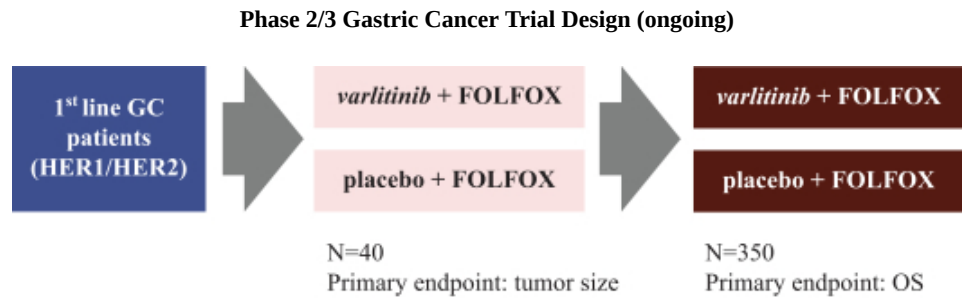 Phase 2/3 Gastric Cancer Trial Design (ongoing)
1st line GC
patients
(HER1/HER2)
varlitinib + FOLFOX
placebo + FOLFOX
N=40
Primary endpoint: tumor size
varlitinib + FOLFOX
placebo + FOLFOX
N=350
Primary endpoint: OS